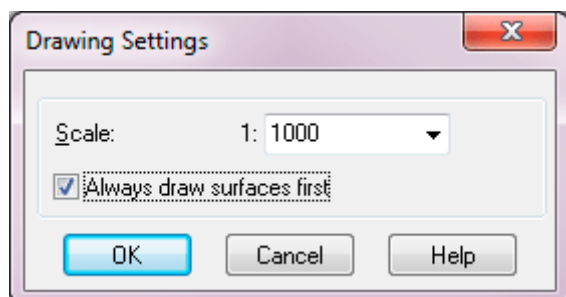 Drawing Settings
Scale: 1: 1000
Always draw surfaces first
OK Cancel Help